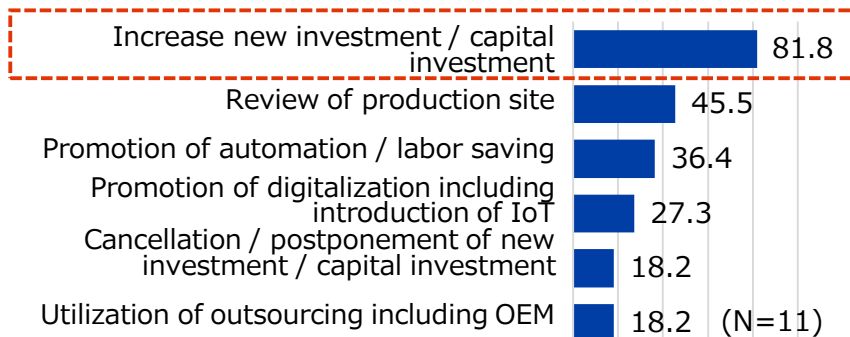 Increase new investment / capital
investment
81.8
Review of production site
45.5
Promotion of automation / labor saving
36.4
Promotion of digitalization including
introduction of IoT
27.3
Cancellation / postponement of new
investment / capital investment
18.2
Utilization of outsourcing including OEM
18.2 (N=11)